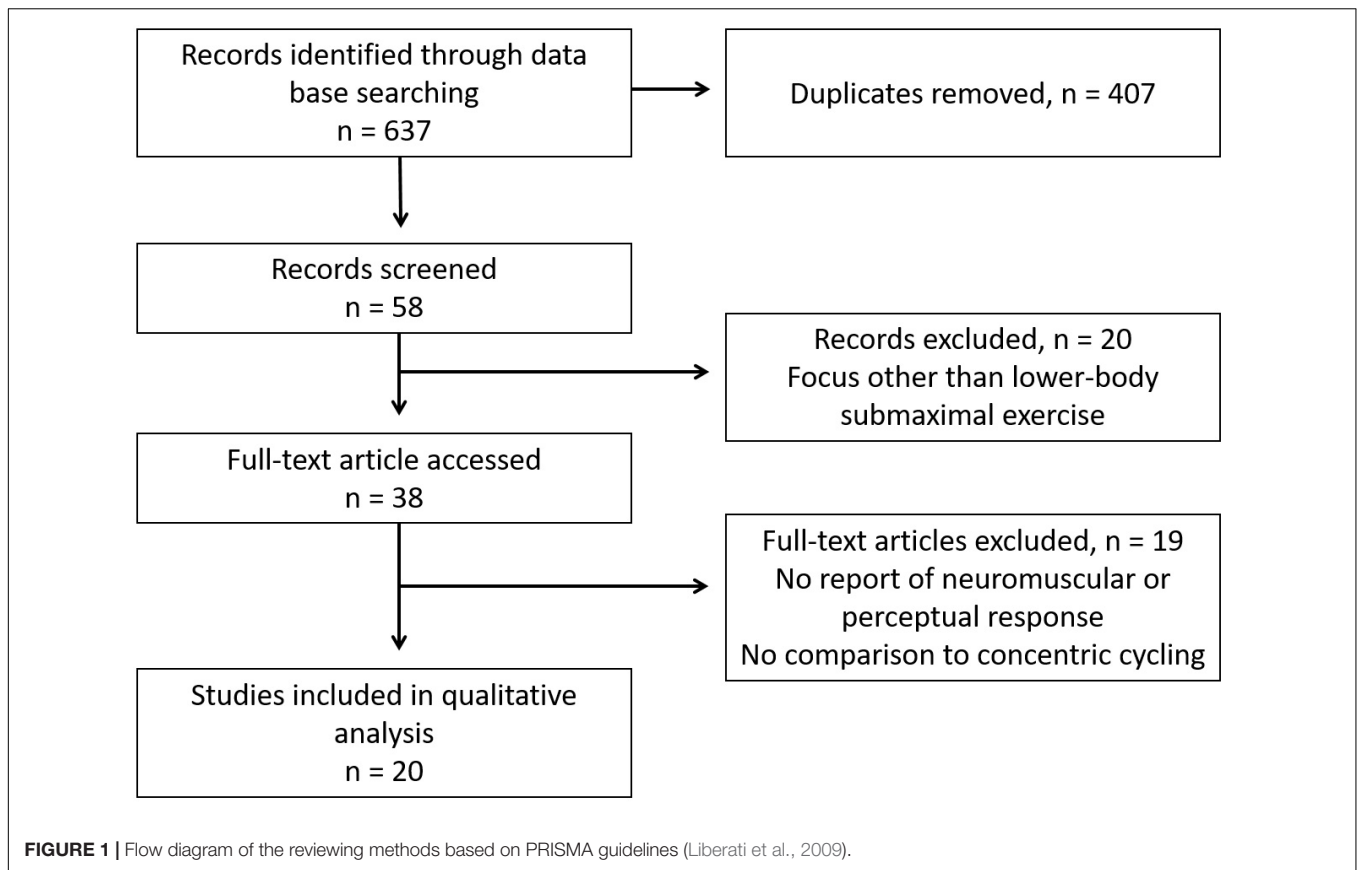 Records identified through data
base searching
n = 637
Duplicates removed, n = 407
Records screened
n = 58
Records excluded, n = 20
Focus other than lower-body
submaximal exercise
Full-text article accessed
n = 38
Full-text articles excluded, n = 19
No report of neuromuscular or
perceptual response
No comparison to concentric cycling
Studies included in qualitative
analysis
n = 20
FIGURE 1 | Flow diagram of the reviewing methods based on PRISMA guidelines (Liberati et al., 2009).